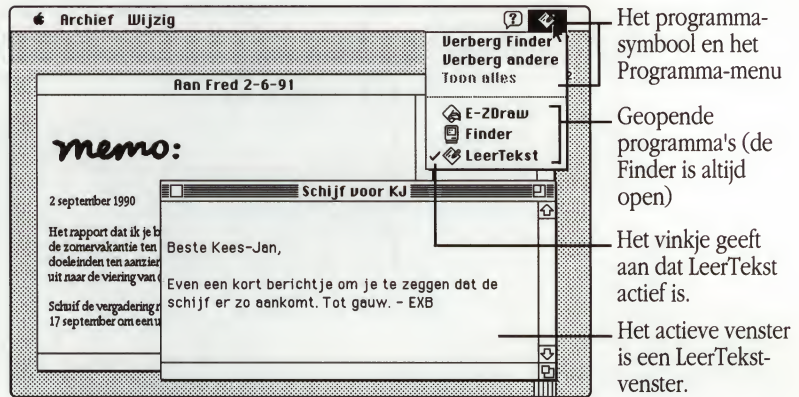 Archief Wijzig
Verberg Finder
Verberg andere
Toon alles
E-ZDraw
Finder
✓ LeerTekst
Aan Fred 2-6-91
memo:
2 september 1990
Het rapport dat ik je b
de zomervakantie ten
doeleinden ten aanzien
uit naar de viering van
Schuif de vergadering
17 september om een u
Schijf voor KJ
Beste Kees-Jan,
Even een kort berichtje om je te zeggen dat de
schijf er zo aankomt. Tot gauw. – EXB
Het programma-
symbool en het
Programma-menu
Geopende
programma's (de
Finder is altijd
open)
Het vinkje geeft
aan dat LeerTekst
actief is.
Het actieve venster
is een LeerTekst-
venster.